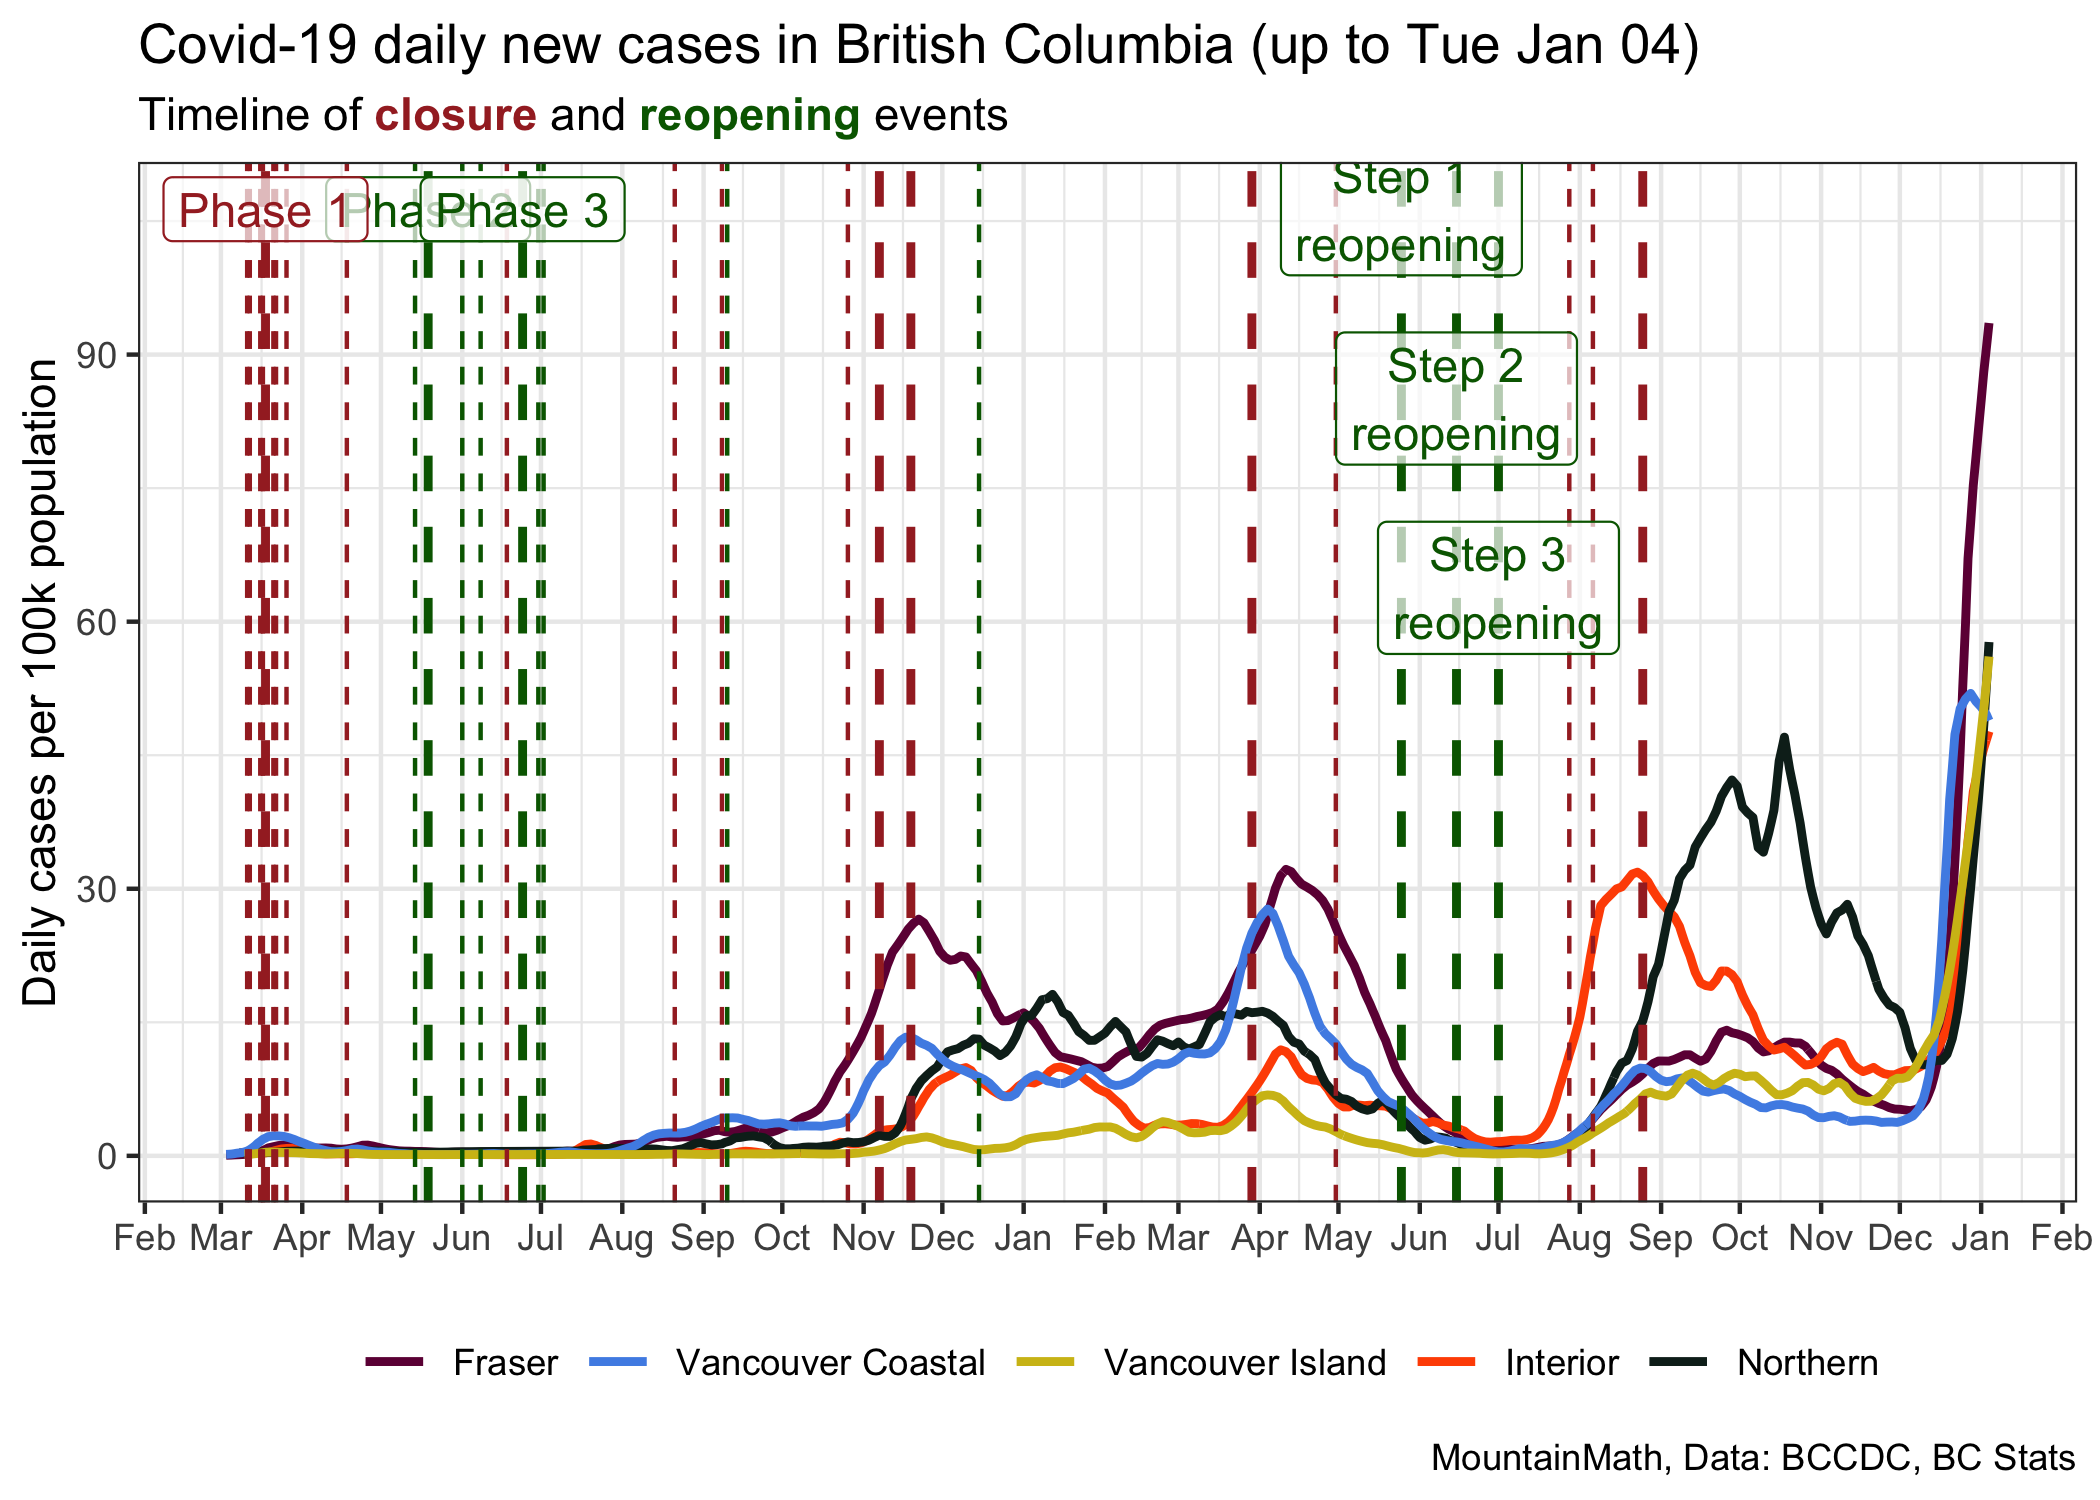 Covid-19 daily new cases in British Columbia (up to Tue Jan 04)
Timeline of closure and reopening events
Phase 1 Phase 2 Phase 3
Step 1
reopening
Step 2
reopening
Step 3
reopening
Daily cases per 100k population
90
60
30
0
Feb Mar Apr May Jun Jul Aug Sep Oct Nov Dec Jan Feb Mar Apr May Jun Jul Aug Sep Oct Nov Dec Jan Feb
Fraser Vancouver Coastal Vancouver Island Interior Northern
MountainMath, Data: BCCDC, BC Stats